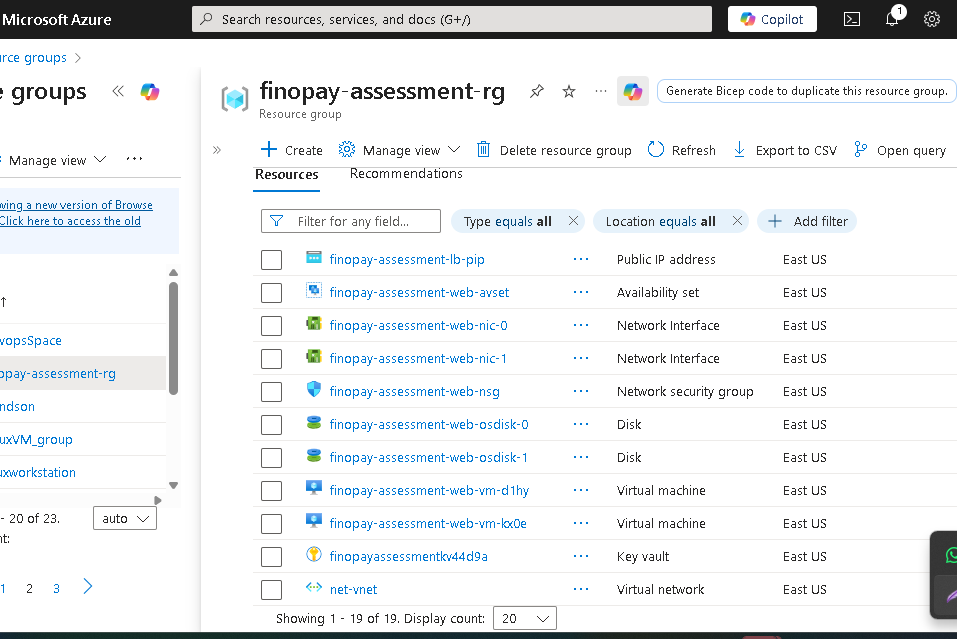 Microsoft Azure
Search resources, services, and docs (G+/)
Copilot
1
rce groups
e groups
Manage view
wing a new version of Browse
Click here to access the old
vopsSpace
opay-assessment-rg
ndson
uxVM_group
uxworkstation
- 20 of 23.
auto
nt:
1 2 3
finopay-assessment-rg
Resource group
Generate Bicep code to duplicate this resource group.
Create Manage view Delete resource group Refresh Export to CSV Open query
Resources Recommendations
Filter for any field... Type equals all Location equals all Add filter
finopay-assessment-lb-pip ... Public IP address East US
finopay-assessment-web-avset ... Availability set East US
finopay-assessment-web-nic-0 ... Network Interface East US
finopay-assessment-web-nic-1 ... Network Interface East US
finopay-assessment-web-nsg ... Network security group East US
finopay-assessment-web-osdisk-0 ... Disk East US
finopay-assessment-web-osdisk-1 ... Disk East US
finopay-assessment-web-vm-d1hy ... Virtual machine East US
finopay-assessment-web-vm-kx0e ... Virtual machine East US
finopayassessmentkv44d9a ... Key vault East US
net-vnet ... Virtual network East US
Showing 1 - 19 of 19. Display count: 20